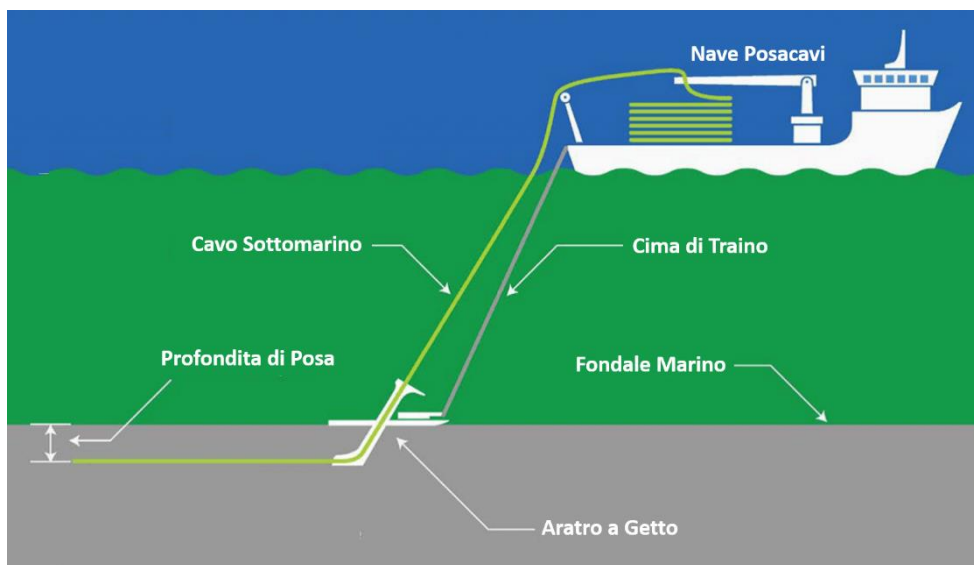 Nave Posacavi
Cavo Sottomarino
Cima di Traino
Profondita di Posa
Fondale Marino
Aratro a Getto